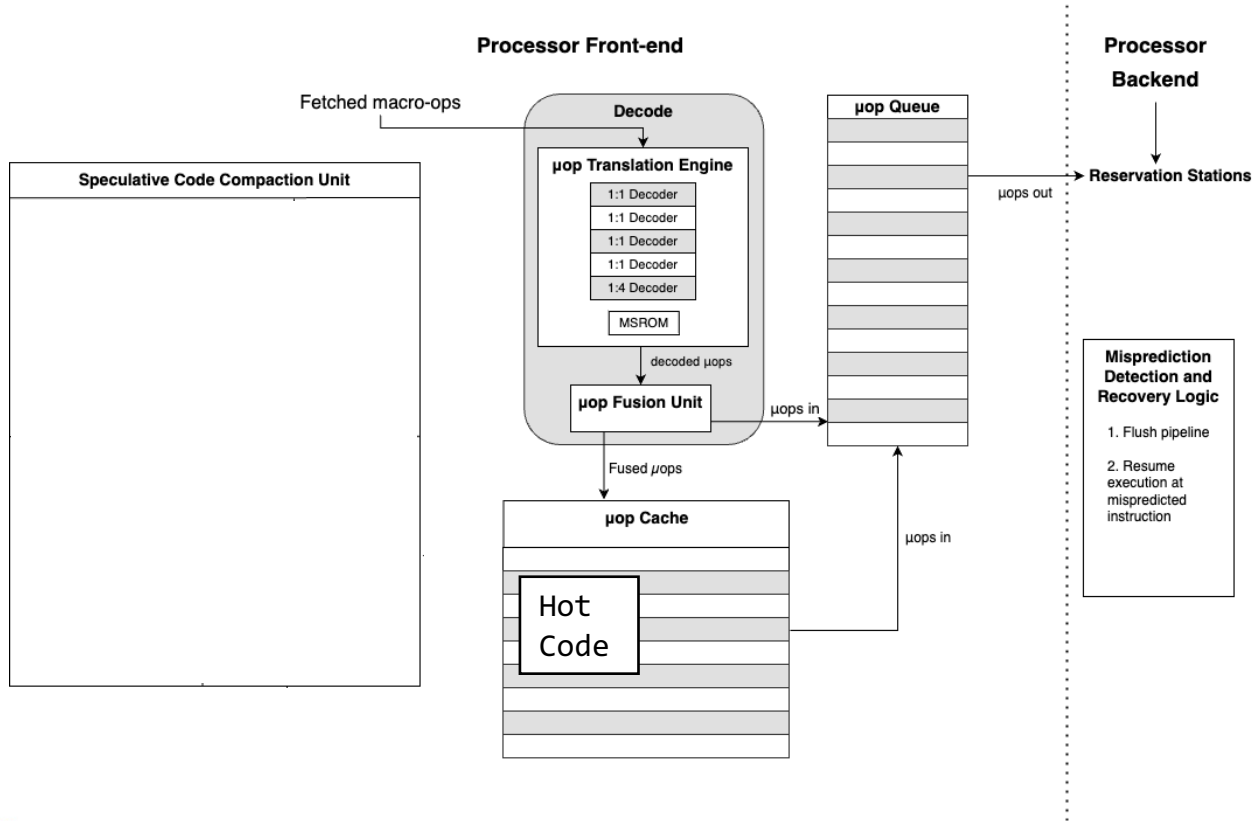 Processor Front-end
Processor
Backend
Fetched macro-ops
Decode
µop Queue
µop Translation Engine
Speculative Code Compaction Unit
Reservation Stations
µops out
1:1 Decoder
1:1 Decoder
1:1 Decoder
1:1 Decoder
1:4 Decoder
MSROM
decoded µops
µop Fusion Unit
µops in
Misprediction
Detection and
Recovery Logic
1. Flush pipeline
2. Resume
execution at
mispredicted
instruction
Fused µops
µop Cache
µops in
Hot
Code